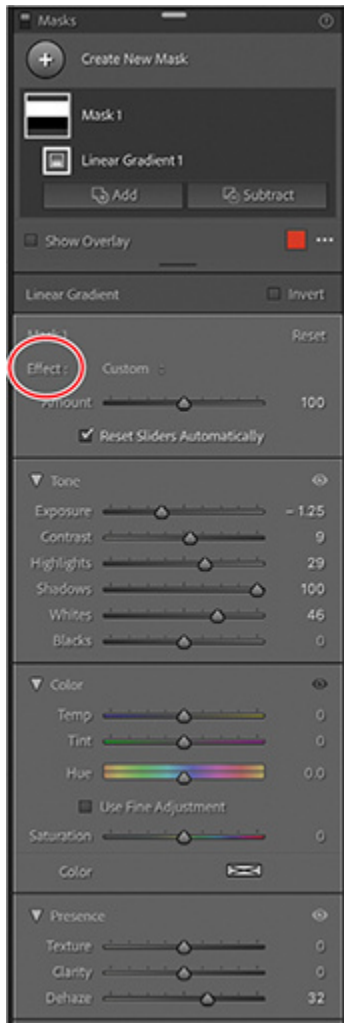 Masks
Create New Mask
Mask 1
Linear Gradient 1
Add Subtract
Show Overlay
Linear Gradient Invert
Mask 1 Reset
Effect : Custom
Amount 100
Reset Sliders Automatically
Tone
Exposure – 1.25
Contrast 9
Highlights 29
Shadows 100
Whites 46
Blacks 0
Color
Temp 0
Tint 0
Hue 0.0
Use Fine Adjustment
Saturation 0
Color
Presence
Texture 0
Clarity 0
Dehaze 32